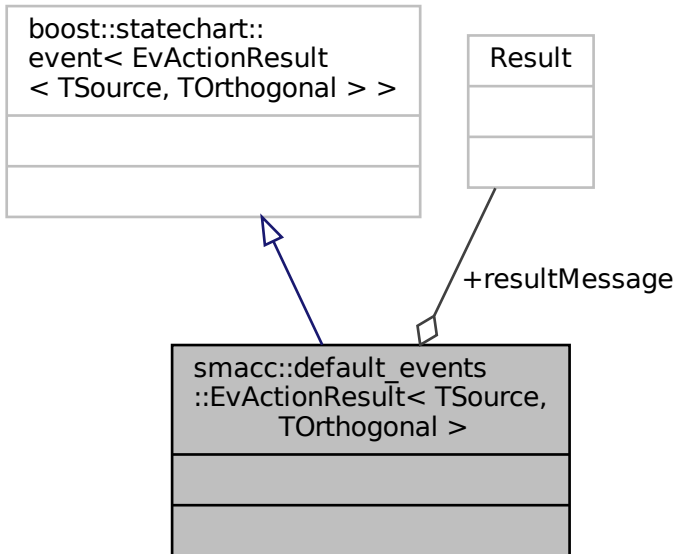 boost::statechart::
event< EvActionResult
< TSource, TOrthogonal > >
Result
+resultMessage
smacc::default_events
::EvActionResult< TSource,
TOrthogonal >